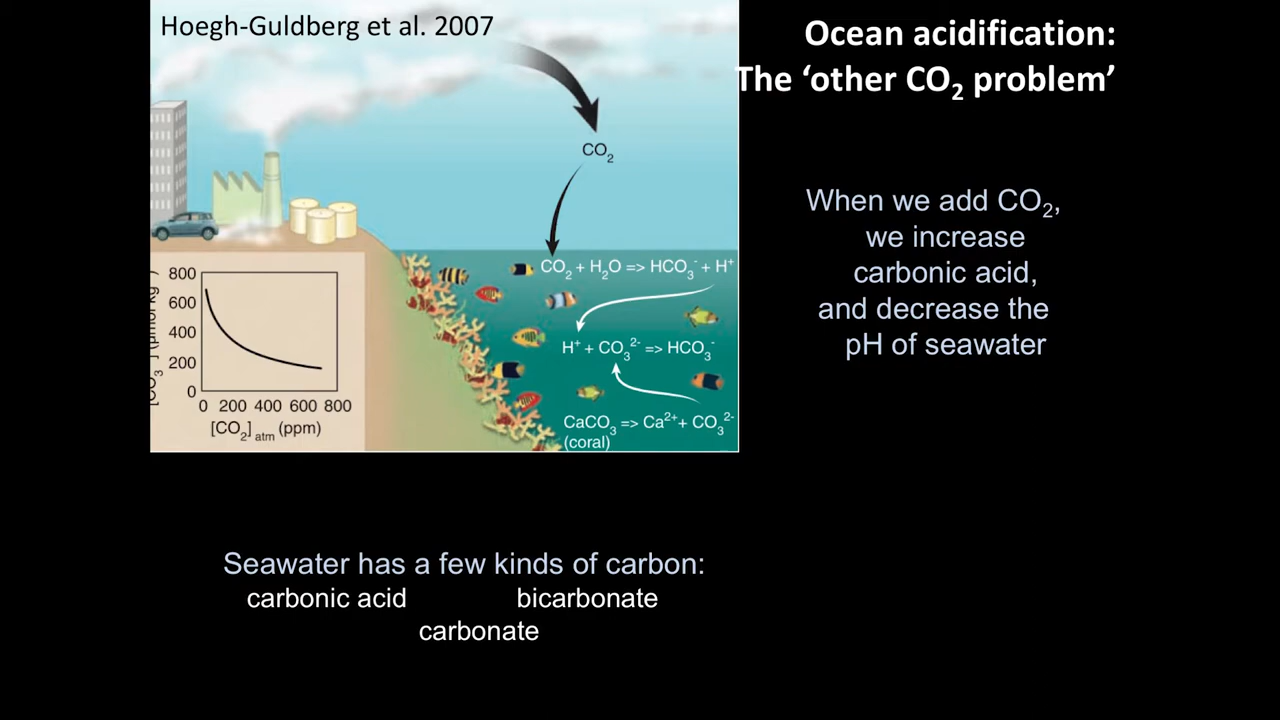 Hoegh-Guldberg et al. 2007
Ocean acidification:
The ‘other CO₂ problem’
CO₂
When we add CO₂,
we increase
carbonic acid,
and decrease the
pH of seawater
CO₂ + H₂O => HCO₃⁻ + H⁺
H⁺ + CO₃²⁻ => HCO₃⁻
CaCO₃ => Ca²⁺ + CO₃²⁻
(coral)
800
600
400
200
0
0 200 400 600 800
[CO₂]atm (ppm)
Seawater has a few kinds of carbon:
carbonic acid bicarbonate
carbonate